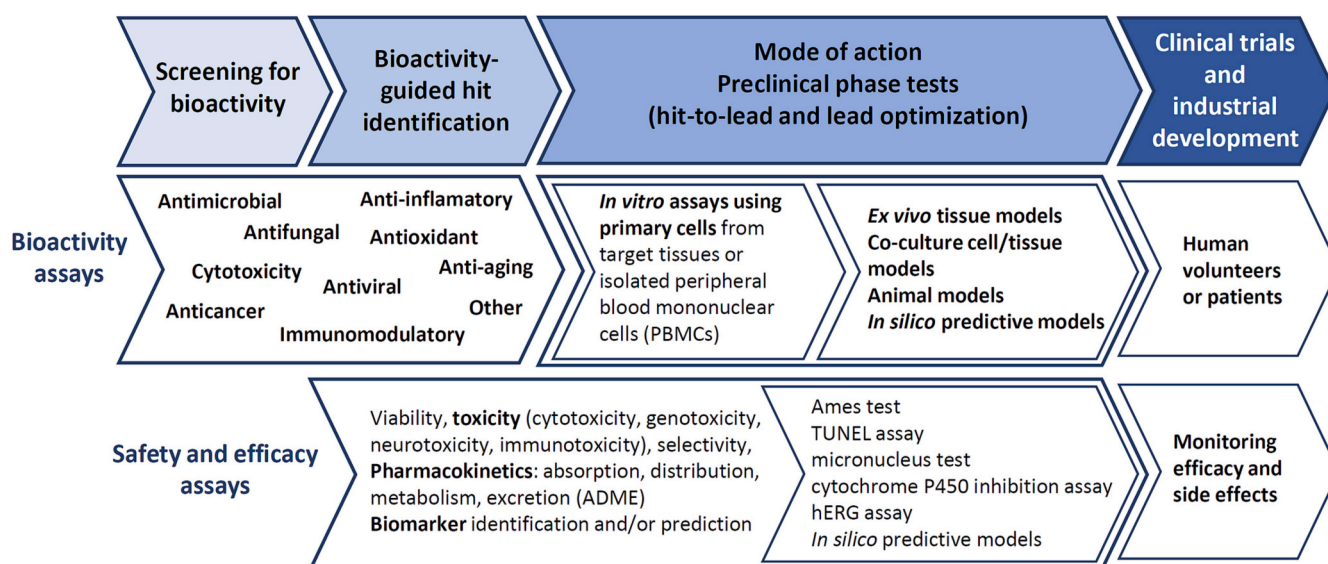 Screening for
bioactivity
Bioactivity-
guided hit
identification
Mode of action
Preclinical phase tests
(hit-to-lead and lead optimization)
Clinical trials
and
industrial
development
Bioactivity
assays
Antimicrobial
Anti-inflamatory
Antifungal
Antioxidant
Cytotoxicity
Anti-aging
Antiviral
Anticancer
Other
Immunomodulatory
In vitro assays using
primary cells from
target tissues or
isolated peripheral
blood mononuclear
cells (PBMCs)
Ex vivo tissue models
Co-culture cell/tissue
models
Animal models
In silico predictive models
Human
volunteers
or patients
Safety and efficacy
assays
Viability, toxicity (cytotoxicity, genotoxicity,
neurotoxicity, immunotoxicity), selectivity,
Pharmacokinetics: absorption, distribution,
metabolism, excretion (ADME)
Biomarker identification and/or prediction
Ames test
TUNEL assay
micronucleus test
cytochrome P450 inhibition assay
hERG assay
In silico predictive models
Monitoring
efficacy and
side effects